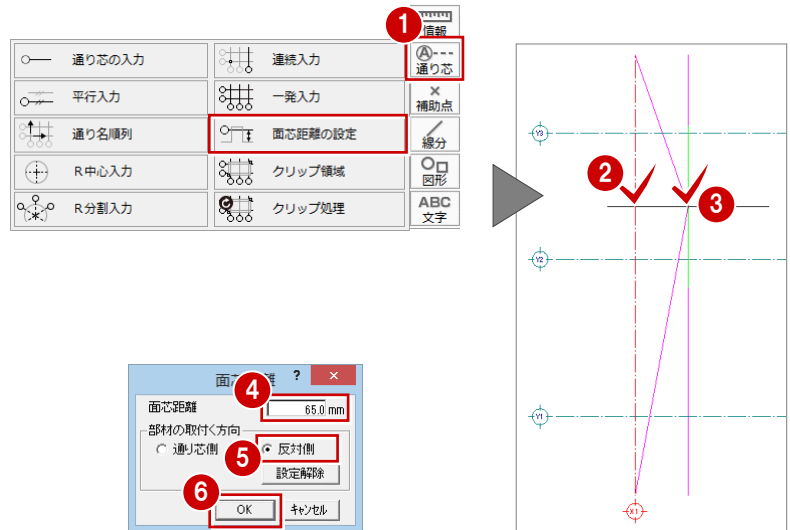 1
情報
通り芯の入力
連続入力
A
通り芯
平行入力
一発入力
補助点
通り名順列
面芯距離の設定
線分
R中心入力
クリップ領域
図形
R分割入力
クリップ処理
ABC
文字
Y3
2
3
Y2
Y1
X1
面芯距離 ? ×
4
面芯距離 65.0 mm
部材の取付く方向
通り芯側 5 反対側
設定解除
6
OK キャンセル